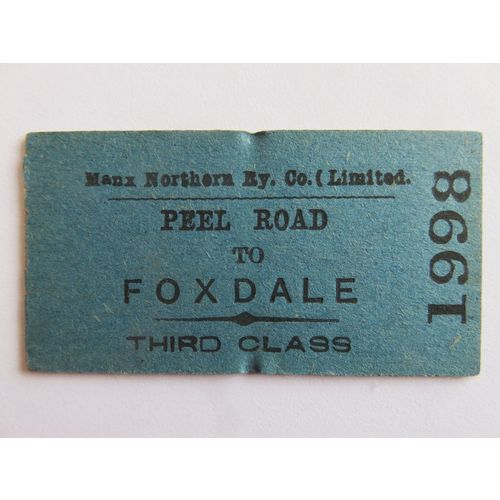 Manx Northern Ry. Co. (Limited.
PEEL ROAD
TO
FOXDALE
THIRD CLASS
1998